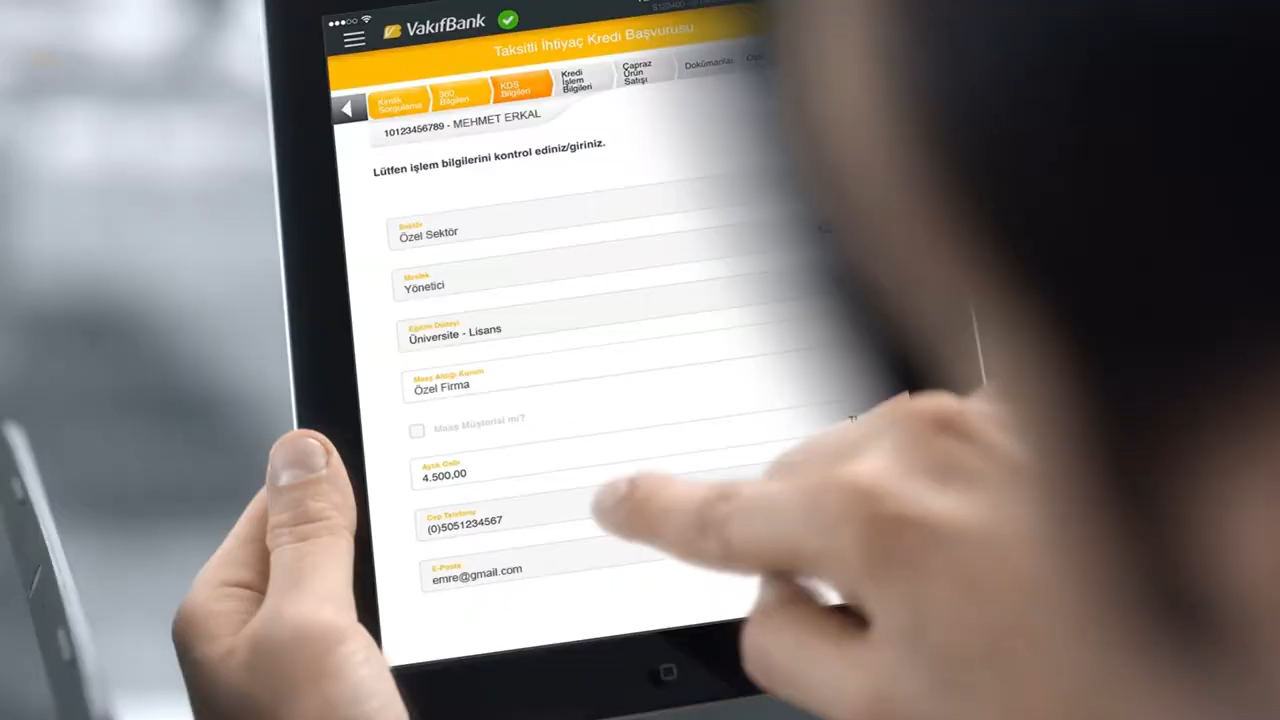 VakıfBank
Taksitli İhtiyaç Kredi Başvurusu
Kimlik
Sorgulama
360
Bilgileri
KDS
Bilgileri
Kredi
İşlem
Bilgileri
Çapraz
Ürün
Satışı
Dokümanlar
10123456789 - MEHMET ERKAL
Lütfen işlem bilgilerini kontrol ediniz/giriniz.
Sektör
Özel Sektör
Meslek
Yönetici
Eğitim Düzeyi
Üniversite - Lisans
Maaş Aldığı Kurum
Özel Firma
Maaş Müşterisi mi?
Aylık Gelir
4.500,00
Cep Telefonu
(0)5051234567
E-Posta
emre@gmail.com